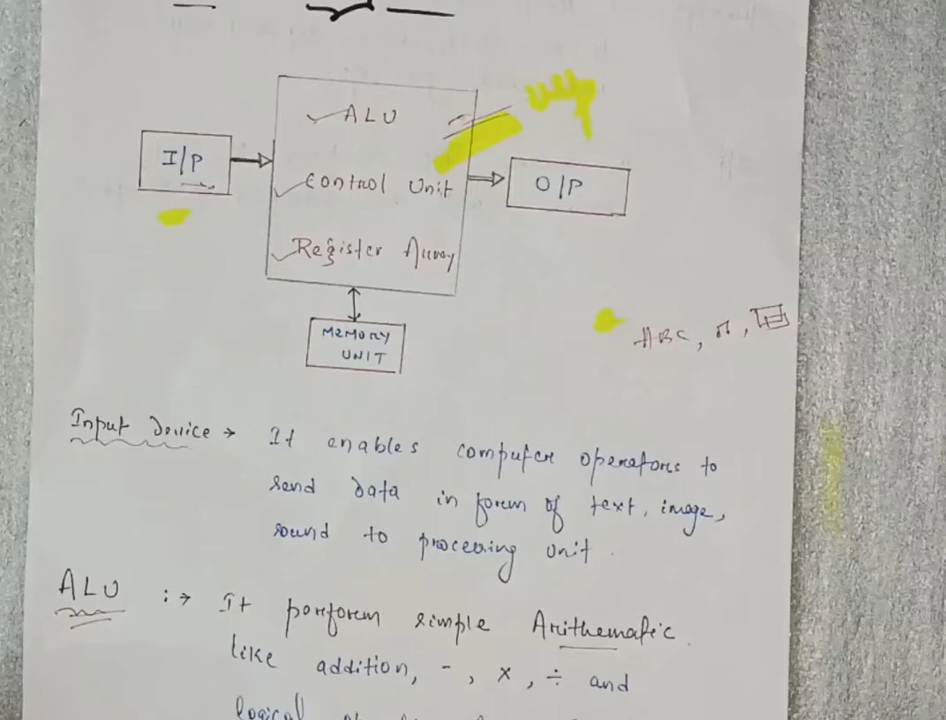 ALU
I/P
Control Unit
O/P
Register Array
MEMORY
UNIT
ABC,
Input Device → It enables computer operators to
send data in form of text, image,
sound to processing unit.
ALU :→ It perform simple Arithematic
like addition, -, ×, ÷ and
logical